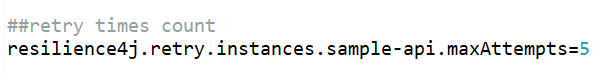 ##retry times count
resilience4j.retry.instances.sample-api.maxAttempts=5